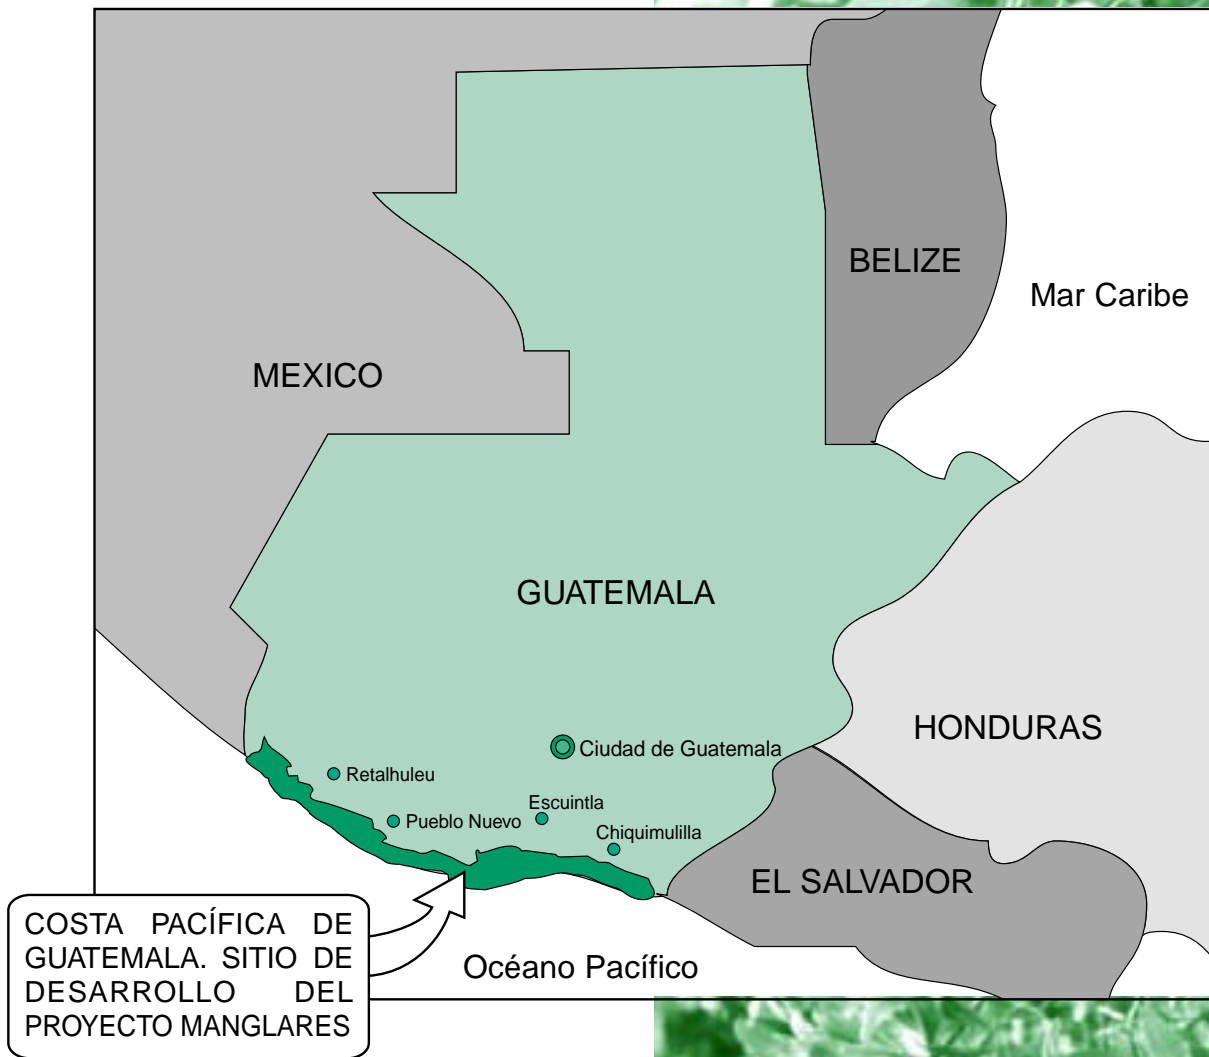 BELIZE
Mar Caribe
MEXICO
GUATEMALA
HONDURAS
Ciudad de Guatemala
Retalhuleu
Escuintla
Pueblo Nuevo
Chiquimulilla
EL SALVADOR
COSTA PACÍFICA DE
GUATEMALA. SITIO DE
DESARROLLO DEL
PROYECTO MANGLARES
Océano Pacífico